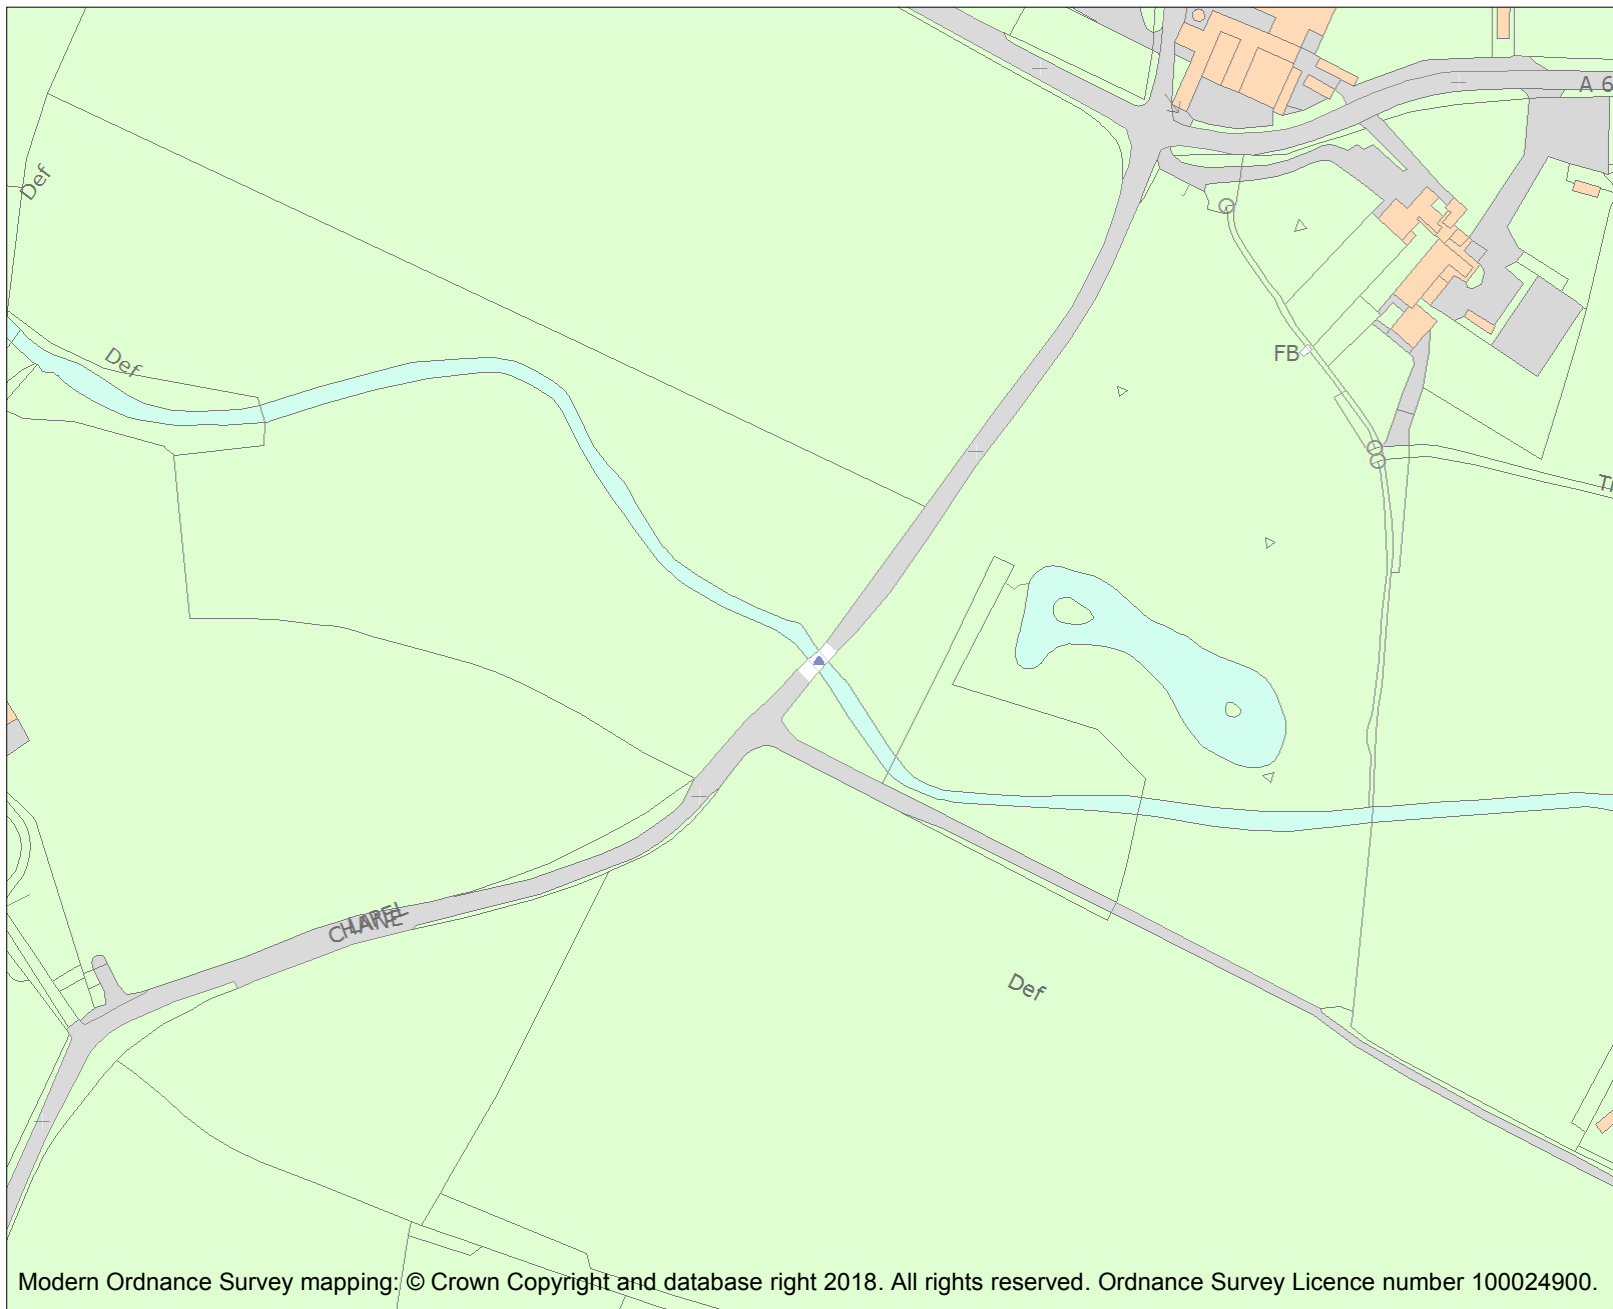 A 6
Def
Def
FB
CHAPEL
LANE
Def
Modern Ordnance Survey mapping: © Crown Copyright and database right 2018. All rights reserved. Ordnance Survey Licence number 100024900.